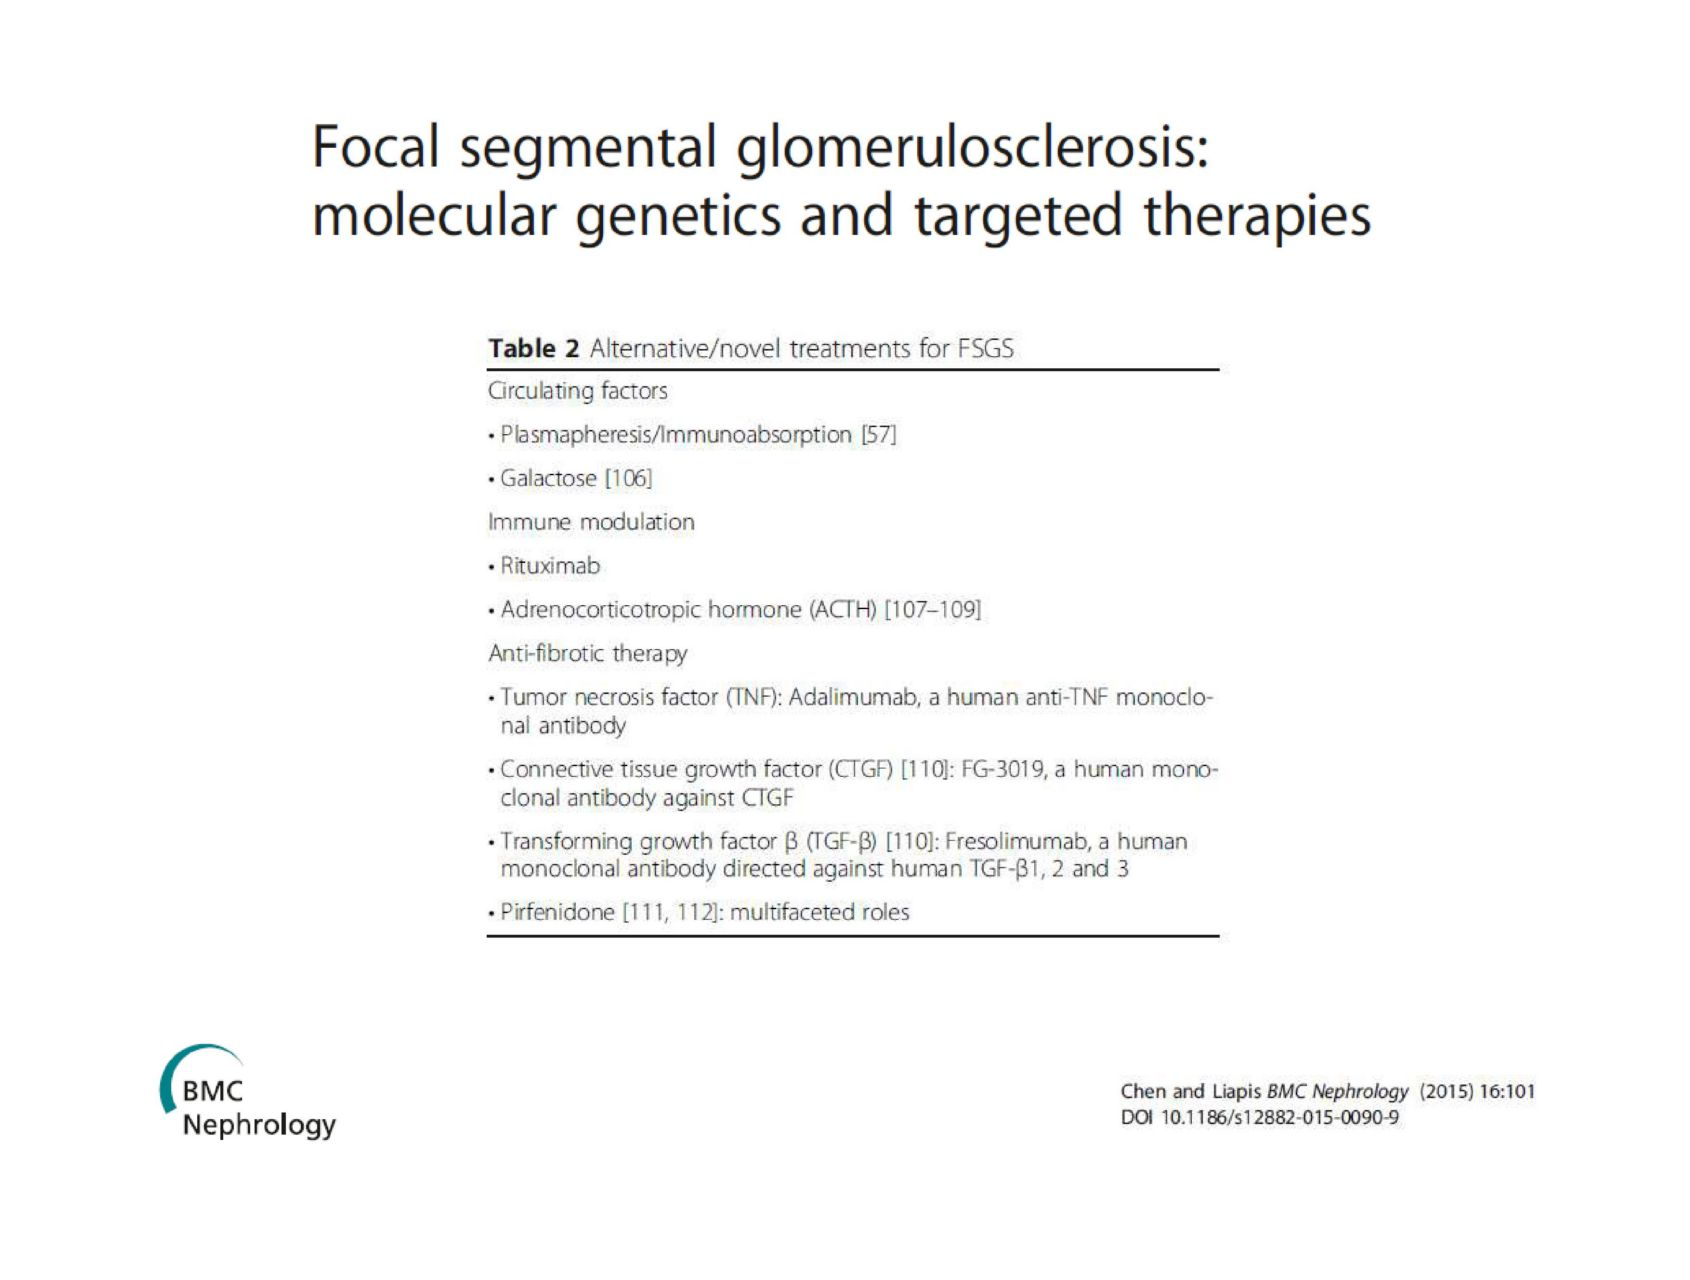 Focal segmental glomerulosclerosis:
molecular genetics and targeted therapies
Table 2 Alternative/novel treatments for FSGS
Circulating factors
• Plasmapheresis/Immunoabsorption [57]
• Galactose [106]
Immune modulation
• Rituximab
• Adrenocorticotropic hormone (ACTH) [107–109]
Anti-fibrotic therapy
• Tumor necrosis factor (TNF): Adalimumab, a human anti-TNF monoclo-
nal antibody
• Connective tissue growth factor (CTGF) [110]: FG-3019, a human mono-
clonal antibody against CTGF
• Transforming growth factor β (TGF-β) [110]: Fresolimumab, a human
monoclonal antibody directed against human TGF-β1, 2 and 3
• Pirfenidone [111, 112]: multifaceted roles
BMC
Nephrology
Chen and Liapis BMC Nephrology (2015) 16:101
DOI 10.1186/s12882-015-0090-9